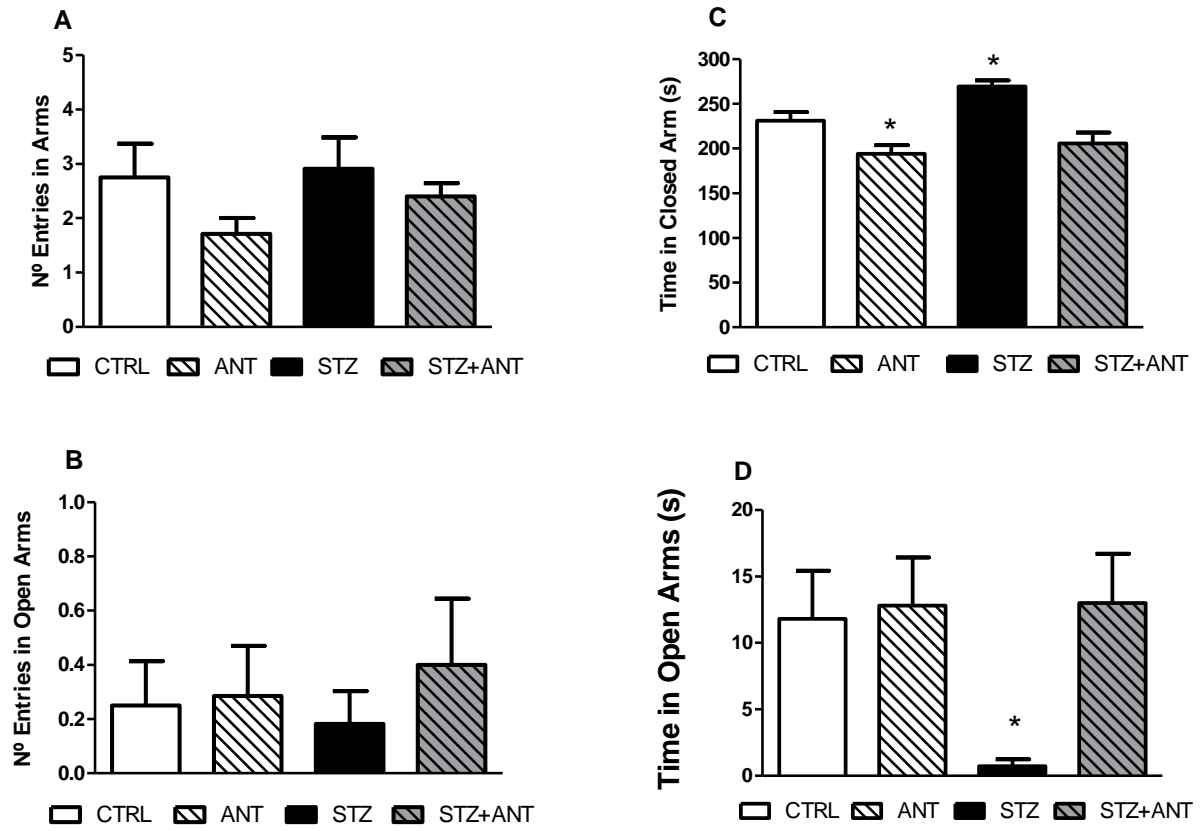 A
Nº Entries in Arms
5
4
3
2
1
0
CTRL ANT STZ STZ+ANT
C
Time in Closed Arm (s)
300
250
200
150
100
50
0
*
*
CTRL ANT STZ STZ+ANT
B
Nº Entries in Open Arms
1.0
0.8
0.6
0.4
0.2
0.0
CTRL ANT STZ STZ+ANT
D
Time in Open Arms (s)
20
15
10
5
0
*
CTRL ANT STZ STZ+ANT